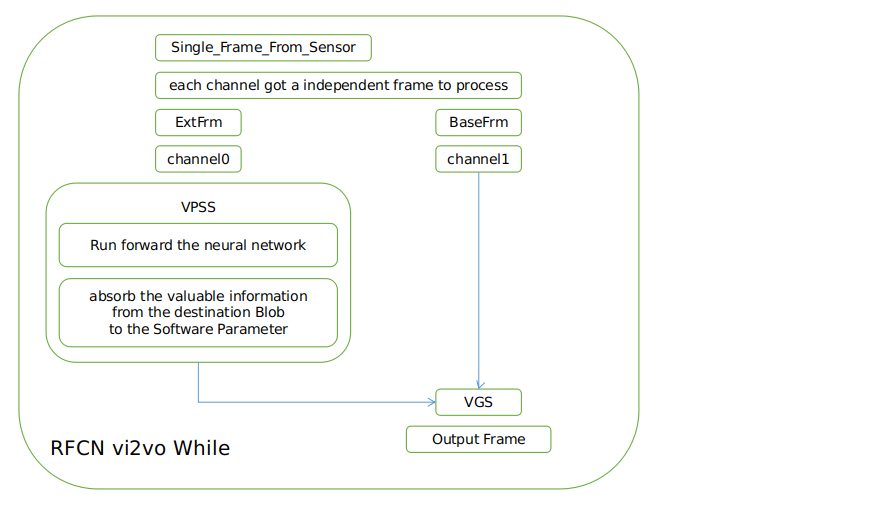 Single_Frame_From_Sensor
each channel got a independent frame to process
ExtFrm
BaseFrm
channel0
channel1
VPSS
Run forward the neural network
absorb the valuable information
from the destination Blob
to the Software Parameter
VGS
Output Frame
RFCN vi2vo While